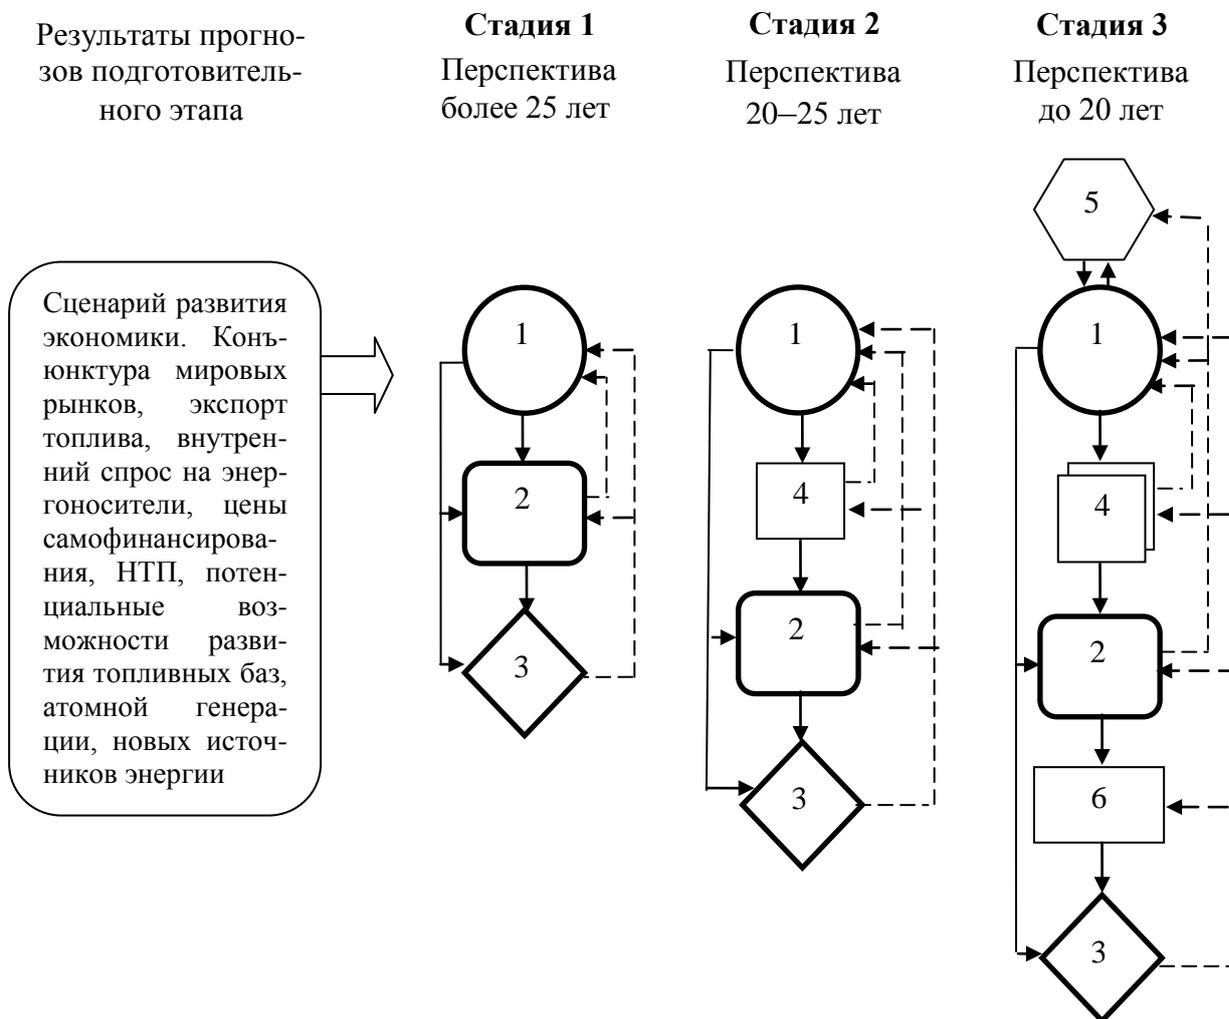 Результаты прогно-
зов подготовитель-
ного этапа
Стадия 1
Перспектива
более 25 лет
Стадия 2
Перспектива
20–25 лет
Стадия 3
Перспектива
до 20 лет
Сценарий развития
экономики. Конъ-
юнктура мировых
рынков, экспорт
топлива, внутрен-
ний спрос на энер-
гоносители, цены
самофинансирова-
ния, НТП, потен-
циальные воз-
можности разви-
тия топливных баз,
атомной генера-
ции, новых источ-
ников энергии
1
2
3
1
4
2
3
5
1
4
2
6
3